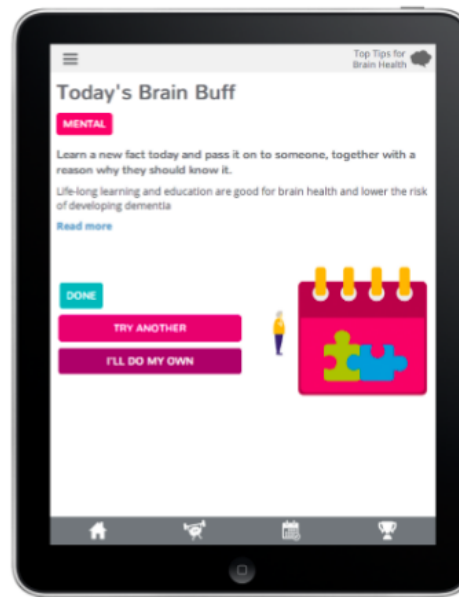 Top Tips for
Brain Health
Today's Brain Buff
MENTAL
Learn a new fact today and pass it on to someone, together with a
reason why they should know it.
Life-long learning and education are good for brain health and lower the risk
of developing dementia
Read more
DONE
TRY ANOTHER
I'LL DO MY OWN